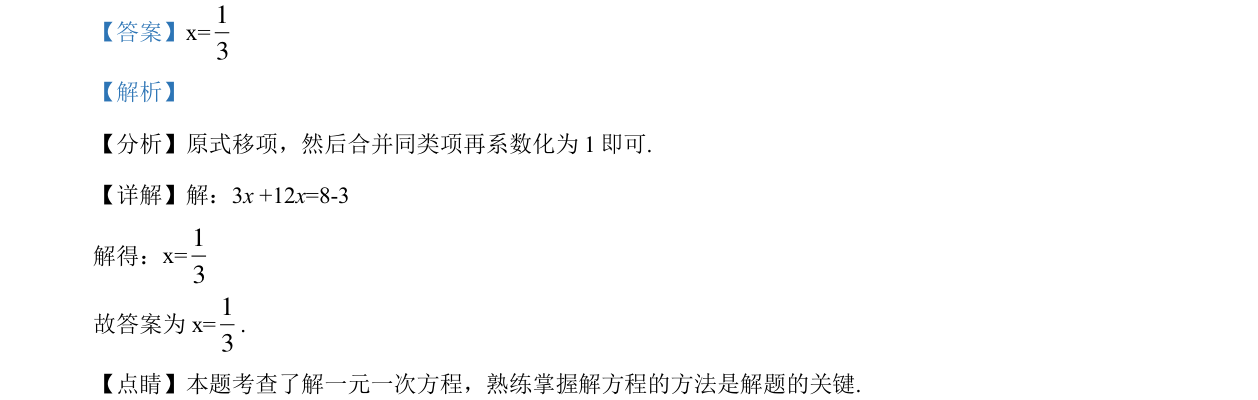 【答案】x=1/3
【解析】
【分析】原式移项，然后合并同类项再系数化为 1 即可.
【详解】解：3x +12x=8-3
解得：x=1/3
故答案为 x=1/3.
【点睛】本题考查了解一元一次方程，熟练掌握解方程的方法是解题的关键.